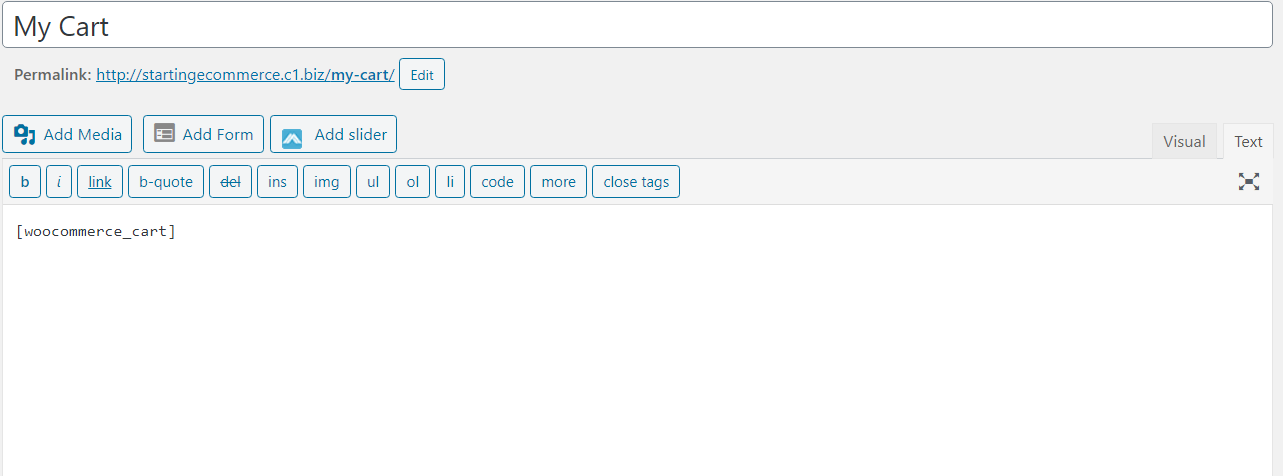 My Cart
Permalink: http://startingecommerce.c1.biz/my-cart/ Edit
Add Media Add Form Add slider
Visual Text
b i link b-quote del ins img ul ol li code more close tags
[woocommerce_cart]